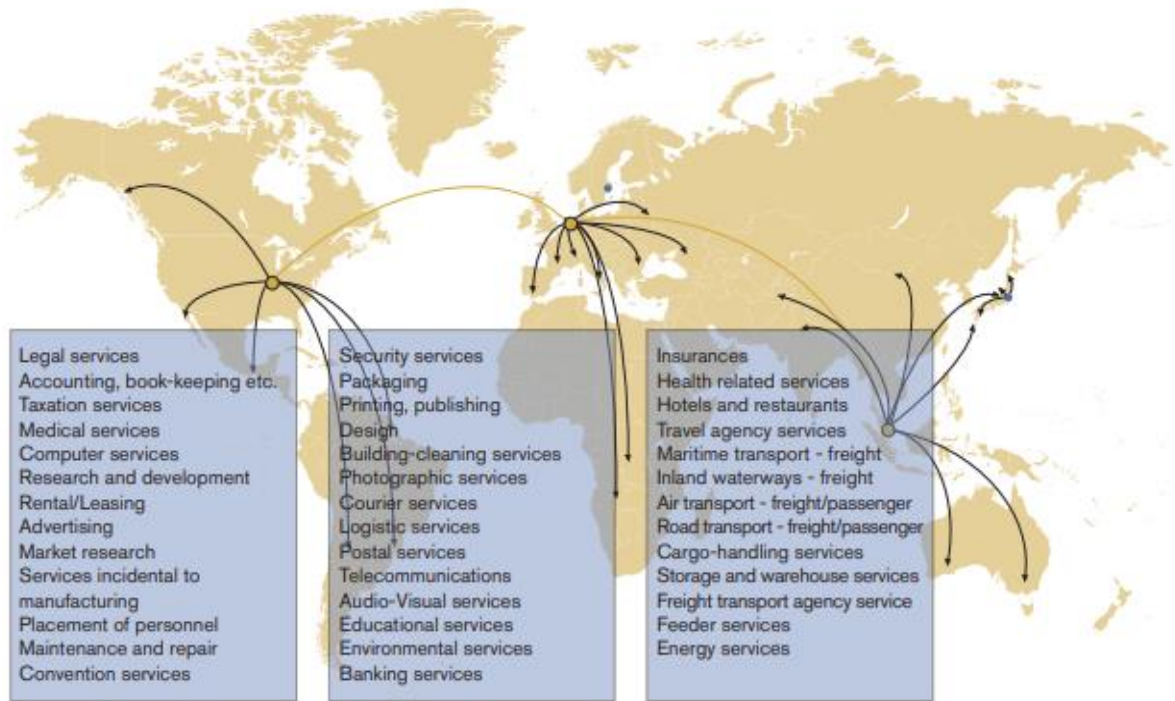 Legal services
Accounting, book-keeping etc.
Taxation services
Medical services
Computer services
Research and development
Rental/Leasing
Advertising
Market research
Services incidental to
manufacturing
Placement of personnel
Maintenance and repair
Convention services
Security services
Packaging
Printing, publishing
Design
Building-cleaning services
Photographic services
Courier services
Logistic services
Postal services
Telecommunications
Audio-Visual services
Educational services
Environmental services
Banking services
Insurances
Health related services
Hotels and restaurants
Travel agency services
Maritime transport - freight
Inland waterways - freight
Air transport - freight/passenger
Road transport - freight/passenger
Cargo-handling services
Storage and warehouse services
Freight transport agency service
Feeder services
Energy services